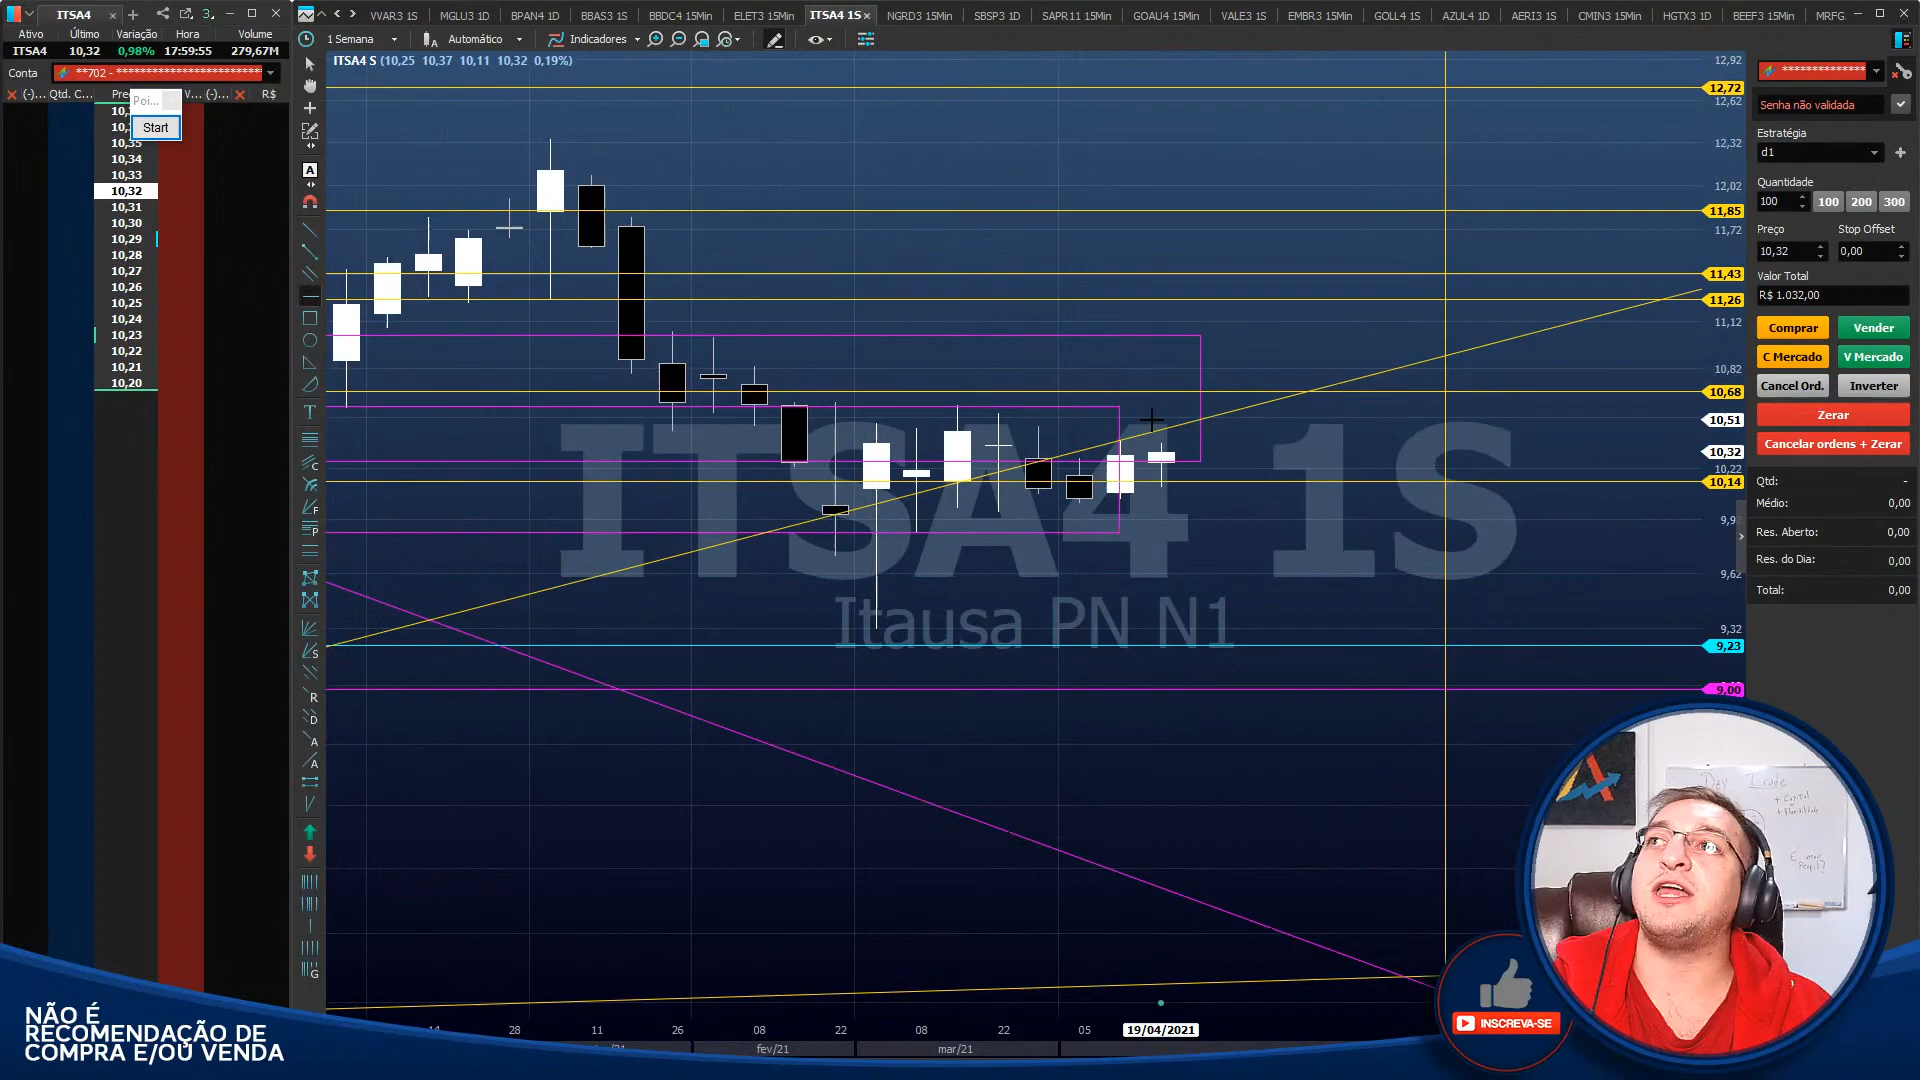 ITSA4
VVAR3 1S
MGLU3 1D
BPAN4 1D
BBAS3 1S
BBDC4 15Min
ELET3 15Min
ITSA4 1S
NGRD3 15Min
SBSP3 1D
SAPR11 15Min
GOAU4 15Min
VALE3 1S
EMBR3 15Min
GOLL4 1S
AZUL4 1D
AERI3 1S
CMIN3 15Min
HGTX3 1D
BEEF3 15Min
MRFG
Ativo Último Variação Hora Volume
ITSA4 10,32 0,98% 17:59:55 279,67M
Conta **702 - **************************
(-)... Qtd. C... Pre V... (-)... R$
Poi...
Start
10,35
10,34
10,33
10,32
10,31
10,30
10,29
10,28
10,27
10,26
10,25
10,24
10,23
10,22
10,21
10,20
1 Semana
Automático
Indicadores
ITSA4 S (10,25 10,37 10,11 10,32 0,19%)
ITSA4 1S
Itausa PN N1
12,92
12,72
12,62
12,32
12,02
11,85
11,72
11,43
11,26
11,12
10,82
10,68
10,51
10,32
10,22
10,14
9,92
9,62
9,32
9,23
9,00
28 11 26 08 22 08 22 05 19/04/2021
fev/21 mar/21
Senha não validada
Estratégia
d1
Quantidade
100 100 200 300
Preço Stop Offset
10,32 0,00
Valor Total
R$ 1.032,00
Comprar Vender
C Mercado V Mercado
Cancel Ord. Inverter
Zerar
Cancelar ordens + Zerar
Qtd: -
Médio: 0,00
Res. Aberto: 0,00
Res. do Dia: 0,00
Total: 0,00
Day Trade
+ Capital
NÃO É
RECOMENDAÇÃO DE
COMPRA E/OU VENDA
INSCREVA-SE